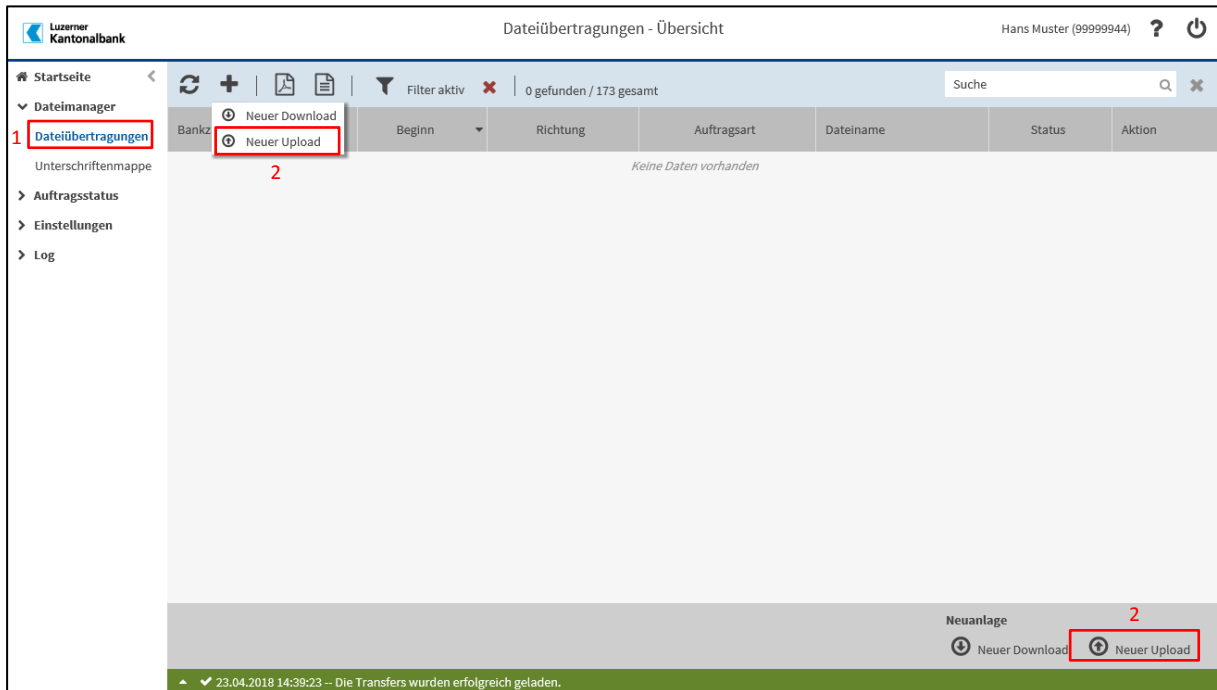 Luzerner
Kantonalbank
Dateiübertragungen - Übersicht
Hans Muster (99999944) ?
Startseite
Dateimanager
1 Dateiübertragungen
Unterschriftenmappe
Auftragsstatus
Einstellungen
Log
Filter aktiv
0 gefunden / 173 gesamt
Suche
Neuer Download
Neuer Upload
2
Bankz Beginn Richtung Auftragsart Dateiname Status Aktion
Keine Daten vorhanden
Neuanlage
2
Neuer Download Neuer Upload
23.04.2018 14:39:23 -- Die Transfers wurden erfolgreich geladen.